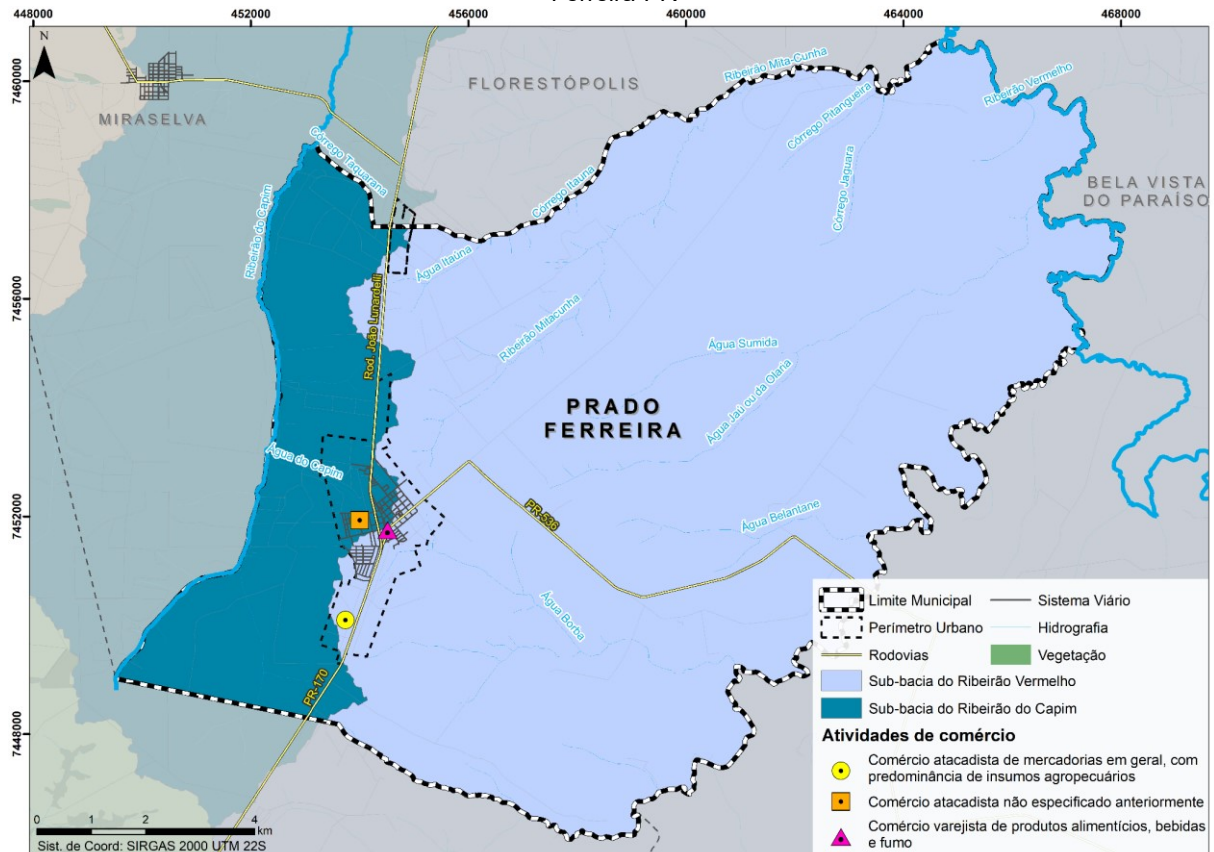 448000
452000
456000
460000
464000
468000
N
7460000
7456000
7452000
7448000
MIRASELVA
FLORESTÓPOLIS
BELA VISTA
DO PARAÍSO
Ribeirão Mita-Cunha
Ribeirão Vermelho
Córrego Pitangueira
Córrego Taquarana
Córrego Itauna
Córrego Jaguara
Ribeirão do Capim
Água Itaúna
Rod. João Lunardelli
Ribeirão Mitacunha
Água Sumida
Água Jaú ou da Olaria
PRADO
FERREIRA
Água do Capim
PR-536
Água Belantane
Água Borba
PR-170
Limite Municipal
Sistema Viário
Perímetro Urbano
Hidrografia
Rodovias
Vegetação
Sub-bacia do Ribeirão Vermelho
Sub-bacia do Ribeirão do Capim
Atividades de comércio
Comércio atacadista de mercadorias em geral, com
predominância de insumos agropecuários
Comércio atacadista não especificado anteriormente
Comércio varejista de produtos alimentícios, bebidas
e fumo
0 1 2 4
km
Sist. de Coord: SIRGAS 2000 UTM 22S